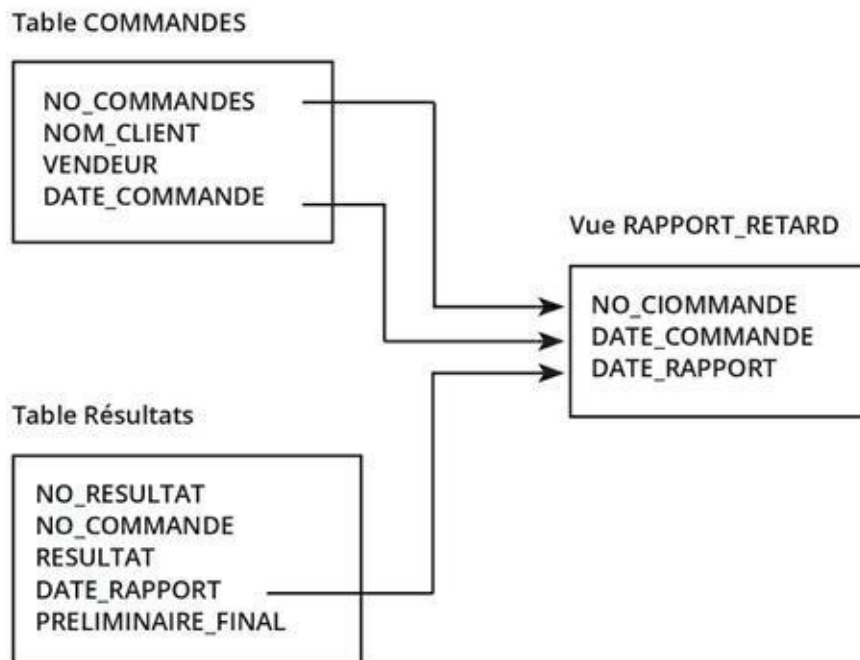 Table COMMANDES
NO_COMMANDES
NOM_CLIENT
VENDEUR
DATE_COMMANDE
Vue RAPPORT_RETARD
NO_CIOMMANDE
DATE_COMMANDE
DATE_RAPPORT
Table Résultats
NO_RESULTAT
NO_COMMANDE
RESULTAT
DATE_RAPPORT
PRELIMINAIRE_FINAL